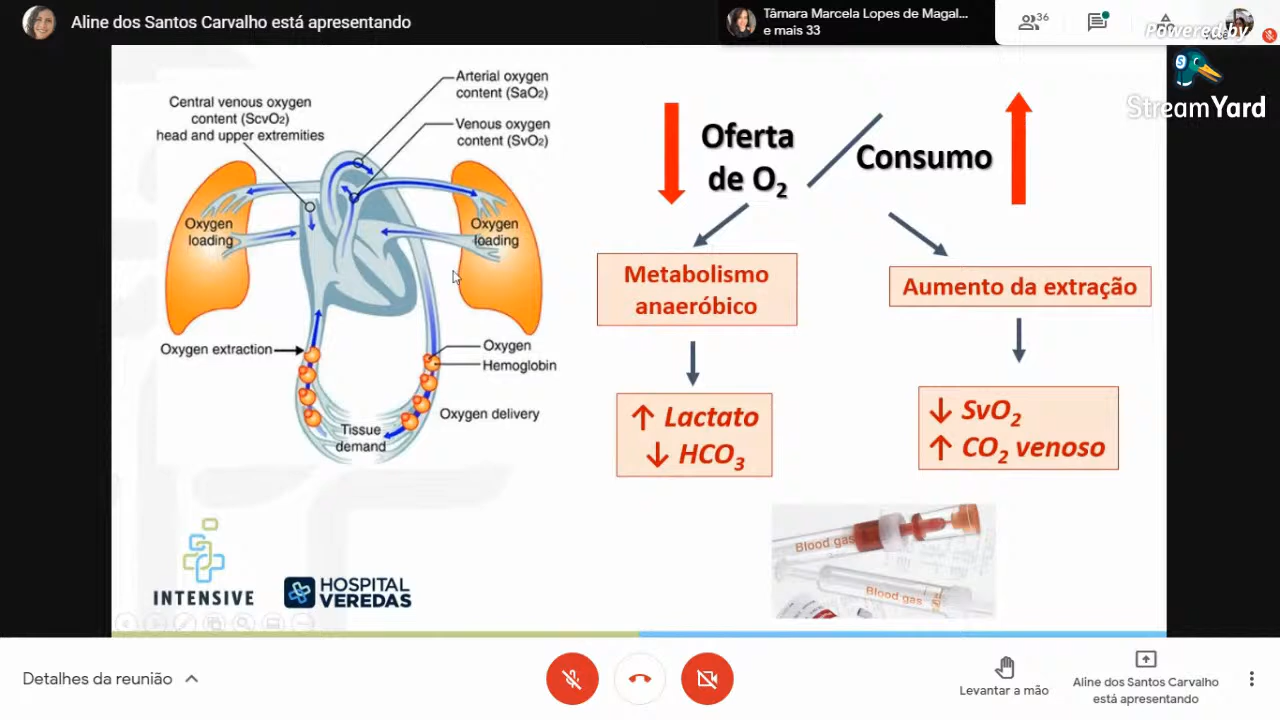 Aline dos Santos Carvalho está apresentando
Tâmara Marcela Lopes de Magal...
e mais 33
36
Powered by
StreamYard
Arterial oxygen
content (SaO2)
Central venous oxygen
content (ScvO2)
head and upper extremities
Venous oxygen
content (SvO2)
Oxygen
loading
Oxygen
loading
Oxygen extraction
Oxygen
Hemoglobin
Oxygen delivery
Tissue
demand
Oferta
de O2
Consumo
Metabolismo
anaeróbico
Aumento da extração
↑ Lactato
↓ HCO3
↓ SvO2
↑ CO2 venoso
Blood gas
Blood gas
INTENSIVE
HOSPITAL
VEREDAS
Detalhes da reunião
Levantar a mão
Aline dos Santos Carvalho
está apresentando